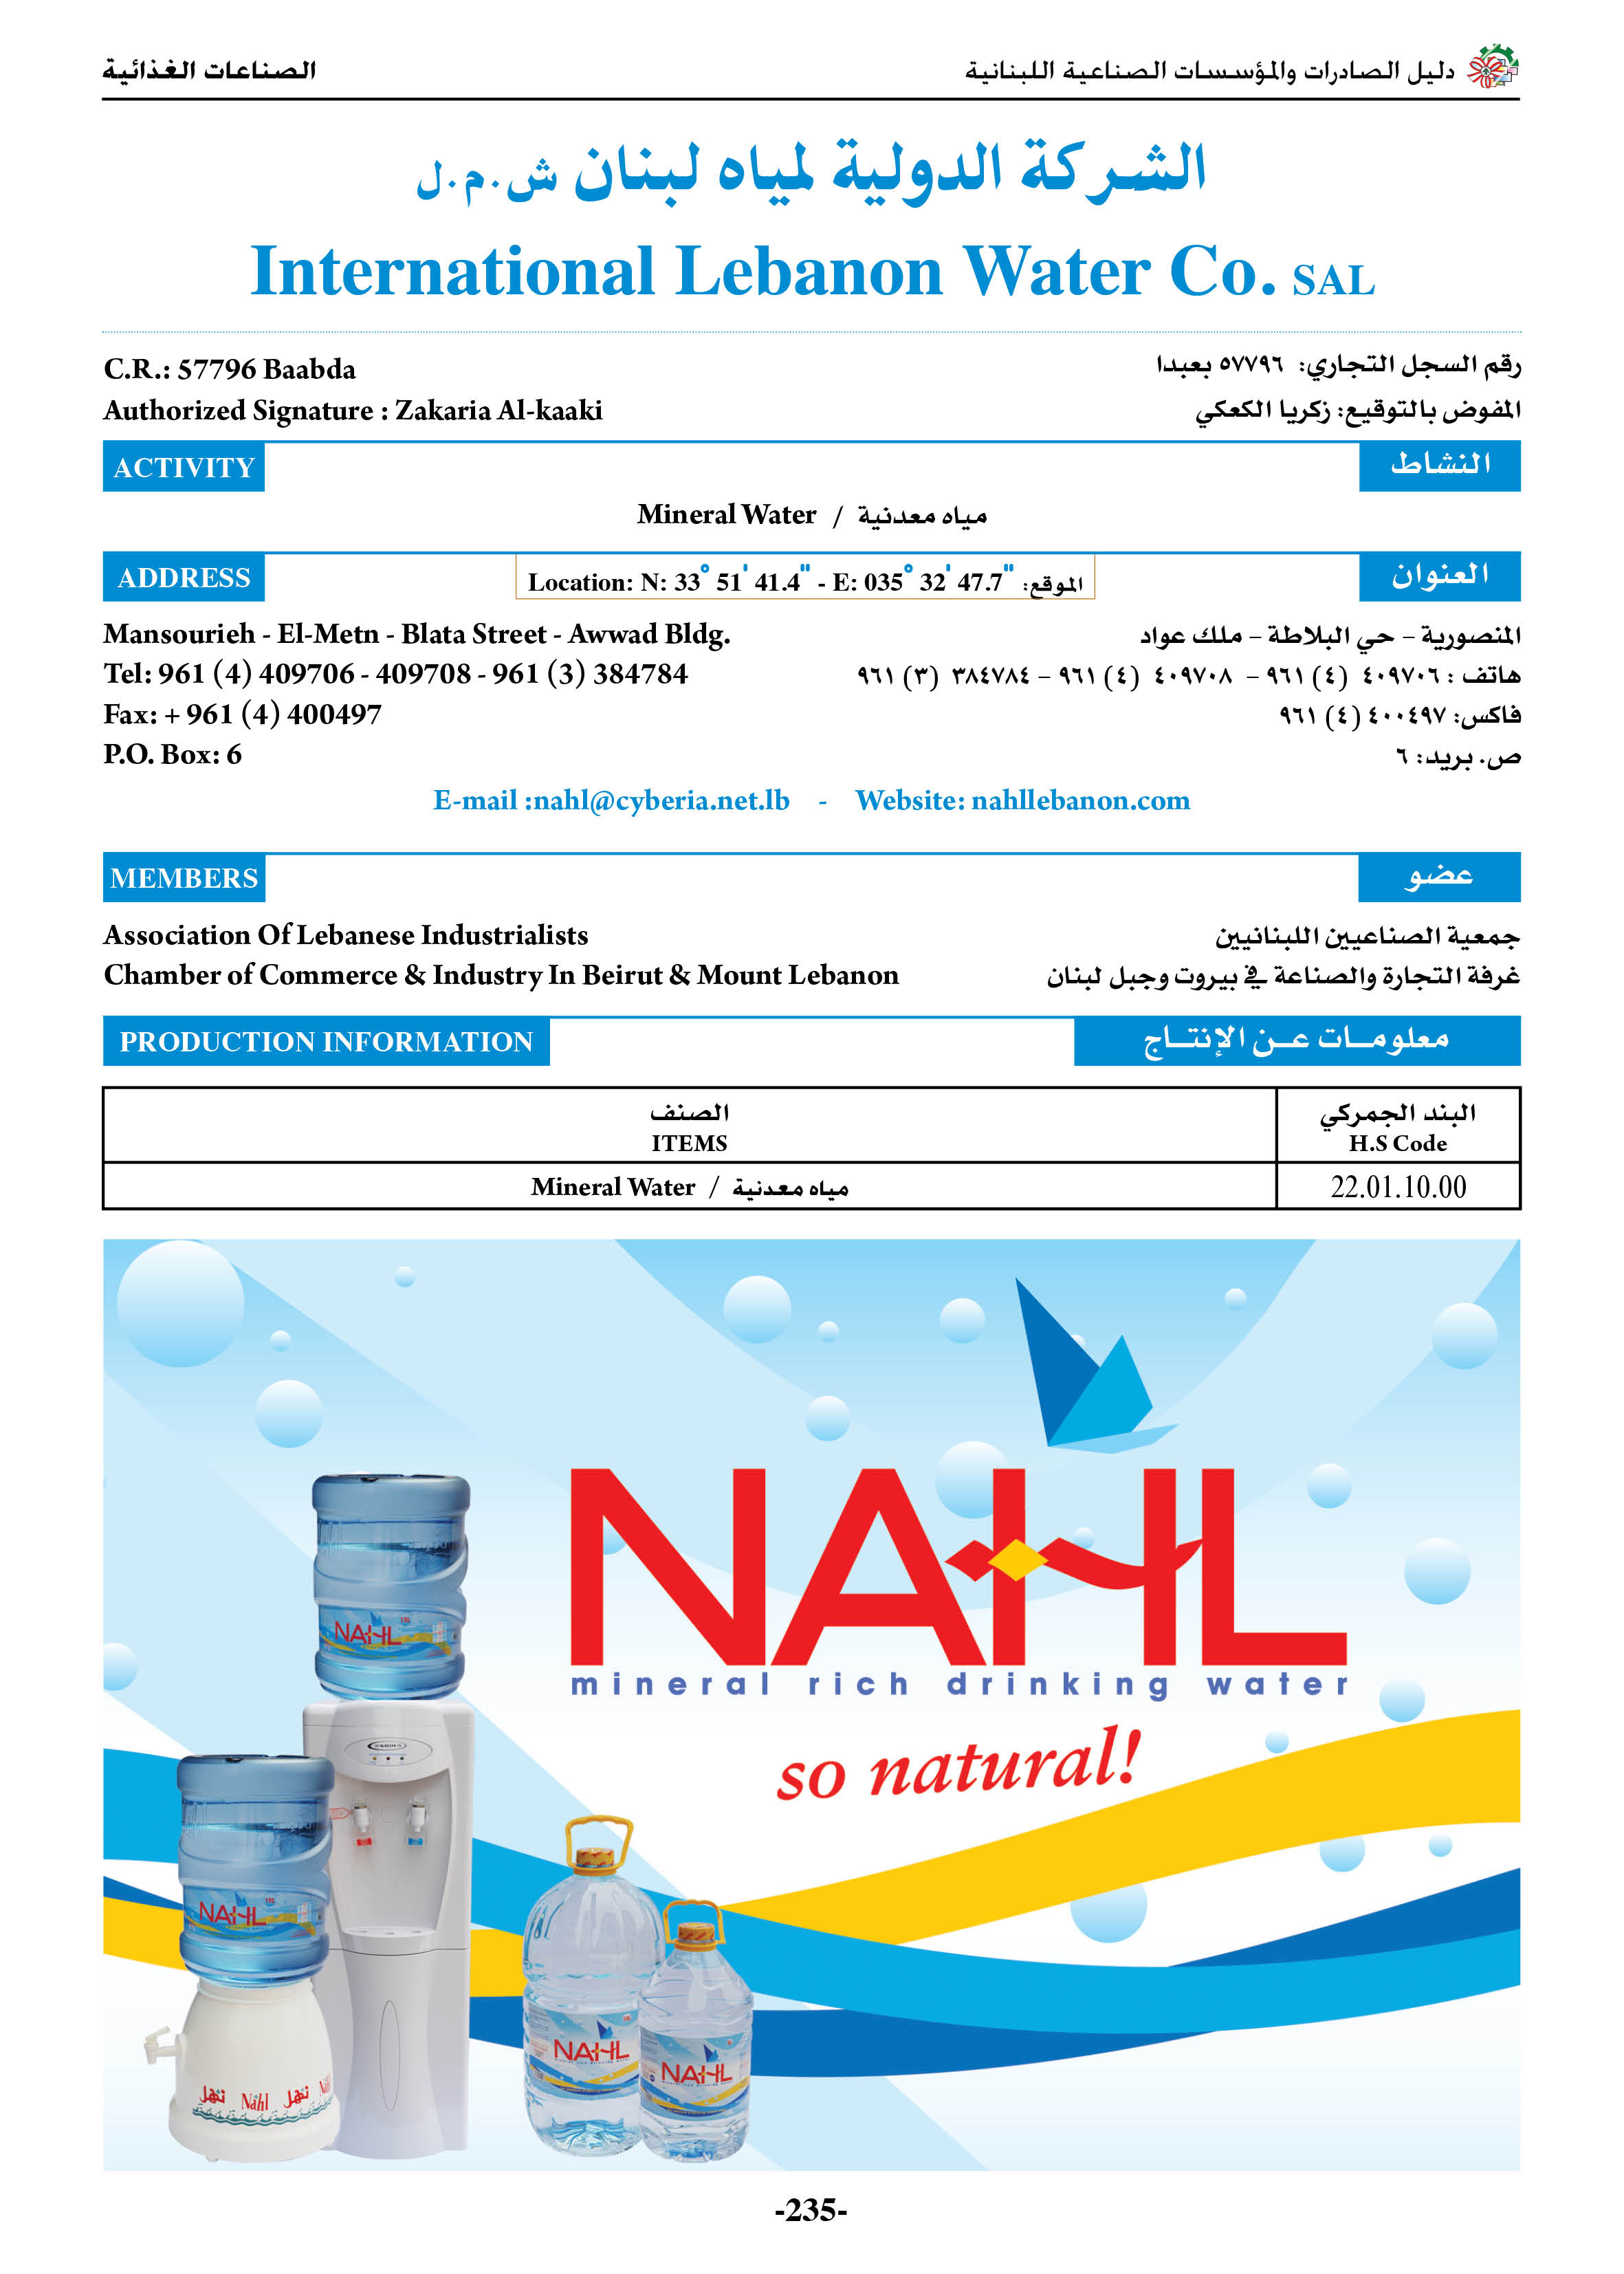 دليل الصادرات والمؤسسات الصناعية اللبنانية
الصناعات الغذائية
الشركة الدولية لمياه لبنان ش.م.ل
International Lebanon Water Co. SAL
C.R.: 57796 Baabda
رقم السجل التجاري: ٥٧٧٩٦ بعبدا
Authorized Signature : Zakaria Al-kaaki
المفوض بالتوقيع: زكريا الكعكي
ACTIVITY
النشاط
Mineral Water / مياه معدنية
ADDRESS
Location: N: 33° 51' 41.4" - E: 035° 32' 47.7" الموقع:
العنوان
Mansourieh - El-Metn - Blata Street - Awwad Bldg.
المنصورية – حي البلاطة – ملك عواد
Tel: 961 (4) 409706 - 409708 - 961 (3) 384784
هاتف : ٤٠٩٧٠٦ (٤) ٩٦١ – ٤٠٩٧٠٨ (٤) ٩٦١ – ٣٨٤٧٨٤ (٣) ٩٦١
Fax: + 961 (4) 400497
فاكس: ٤٠٠٤٩٧ (٤) ٩٦١
P.O. Box: 6
ص. بريد: ٦
E-mail :nahl@cyberia.net.lb - Website: nahllebanon.com
MEMBERS
عضو
Association Of Lebanese Industrialists
جمعية الصناعيين اللبنانيين
Chamber of Commerce & Industry In Beirut & Mount Lebanon
غرفة التجارة والصناعة في بيروت وجبل لبنان
PRODUCTION INFORMATION
معلومـات عـن الإنتـاج
الصنف
ITEMS
البند الجمركي
H.S Code
Mineral Water / مياه معدنية
22.01.10.00
NAHL
mineral rich drinking water
so natural!
NAHL
NAHL
NAHL
NAHL
نهل Nahl نهل
-235-